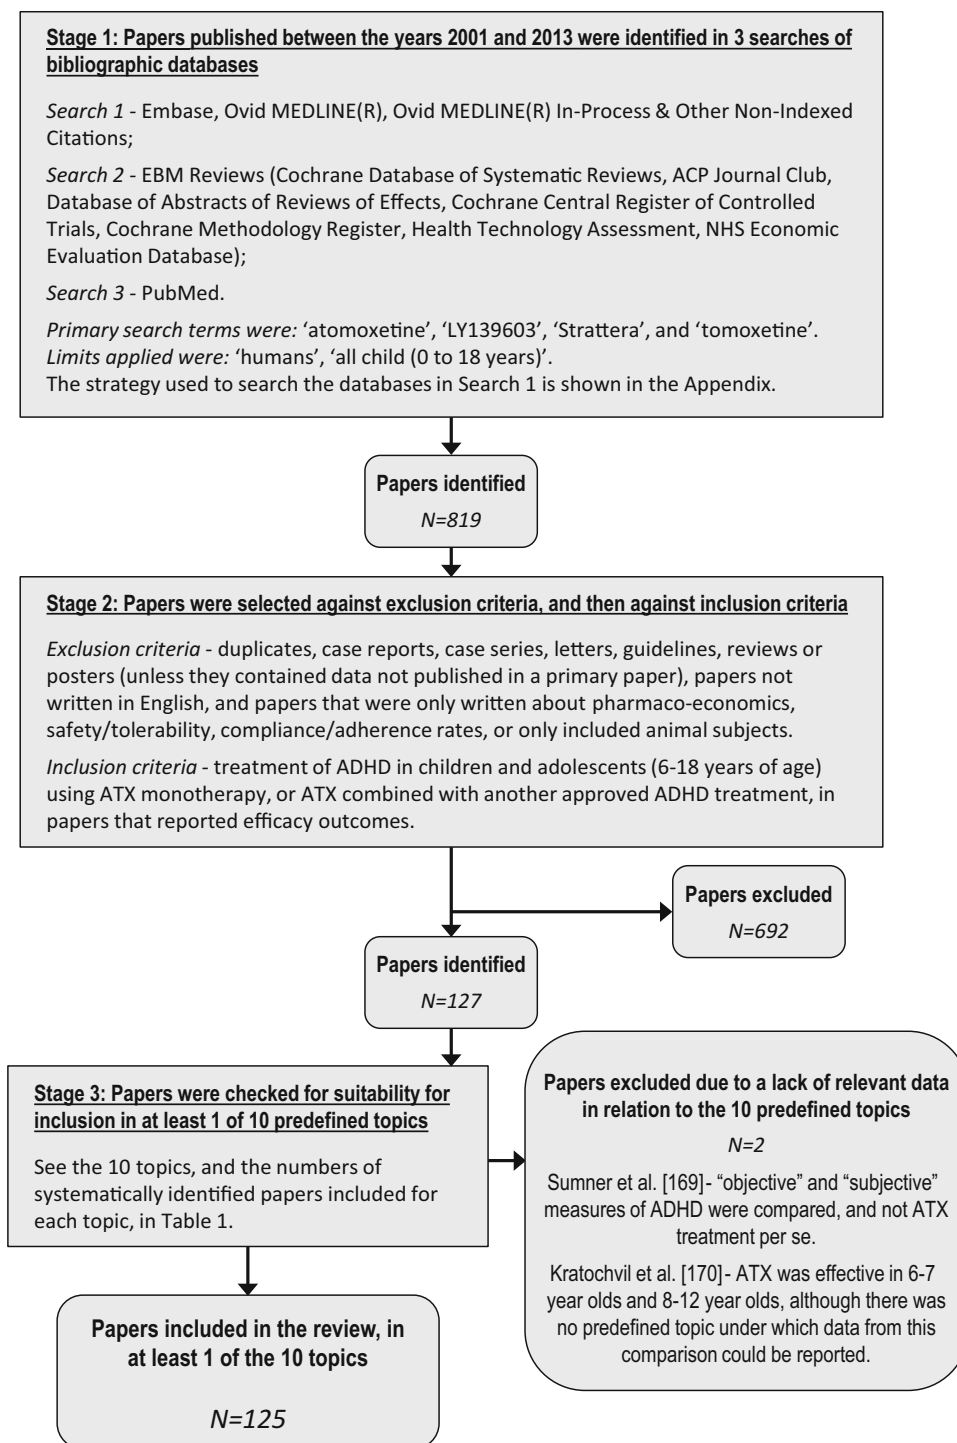 Stage 1: Papers published between the years 2001 and 2013 were identified in 3 searches of
bibliographic databases
Search 1 - Embase, Ovid MEDLINE(R), Ovid MEDLINE(R) In-Process & Other Non-Indexed
Citations;
Search 2 - EBM Reviews (Cochrane Database of Systematic Reviews, ACP Journal Club,
Database of Abstracts of Reviews of Effects, Cochrane Central Register of Controlled
Trials, Cochrane Methodology Register, Health Technology Assessment, NHS Economic
Evaluation Database);
Search 3 - PubMed.
Primary search terms were: ‘atomoxetine’, ‘LY139603’, ‘Strattera’, and ‘tomoxetine’.
Limits applied were: ‘humans’, ‘all child (0 to 18 years)’.
The strategy used to search the databases in Search 1 is shown in the Appendix.
Papers identified
N=819
Stage 2: Papers were selected against exclusion criteria, and then against inclusion criteria
Exclusion criteria - duplicates, case reports, case series, letters, guidelines, reviews or
posters (unless they contained data not published in a primary paper), papers not
written in English, and papers that were only written about pharmaco-economics,
safety/tolerability, compliance/adherence rates, or only included animal subjects.
Inclusion criteria - treatment of ADHD in children and adolescents (6-18 years of age)
using ATX monotherapy, or ATX combined with another approved ADHD treatment, in
papers that reported efficacy outcomes.
Papers excluded
N=692
Papers identified
N=127
Stage 3: Papers were checked for suitability for
inclusion in at least 1 of 10 predefined topics
See the 10 topics, and the numbers of
systematically identified papers included for
each topic, in Table 1.
Papers excluded due to a lack of relevant data
in relation to the 10 predefined topics
N=2
Sumner et al. [169]- “objective” and “subjective”
measures of ADHD were compared, and not ATX
treatment per se.
Kratochvil et al. [170]- ATX was effective in 6-7
year olds and 8-12 year olds, although there was
no predefined topic under which data from this
comparison could be reported.
Papers included in the review, in
at least 1 of the 10 topics
N=125